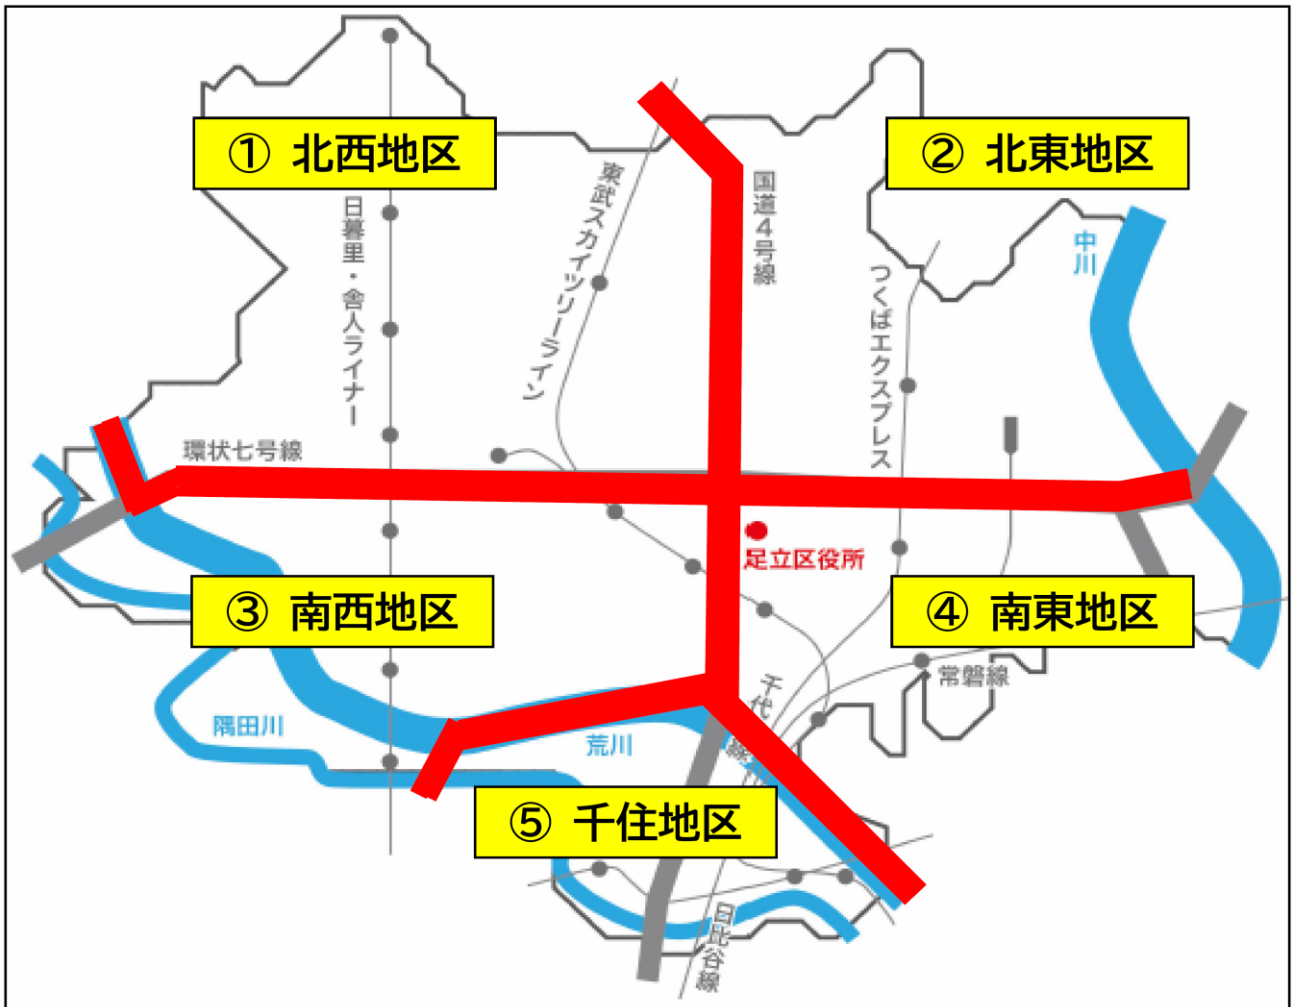 ① 北西地区
② 北東地区
東武スカイツリーライン
国道4号線
日暮里・舎人ライナー
中川
つくばエクスプレス
環状七号線
足立区役所
③ 南西地区
④ 南東地区
常磐線
千代
線
隅田川
荒川
⑤ 千住地区
日比谷線